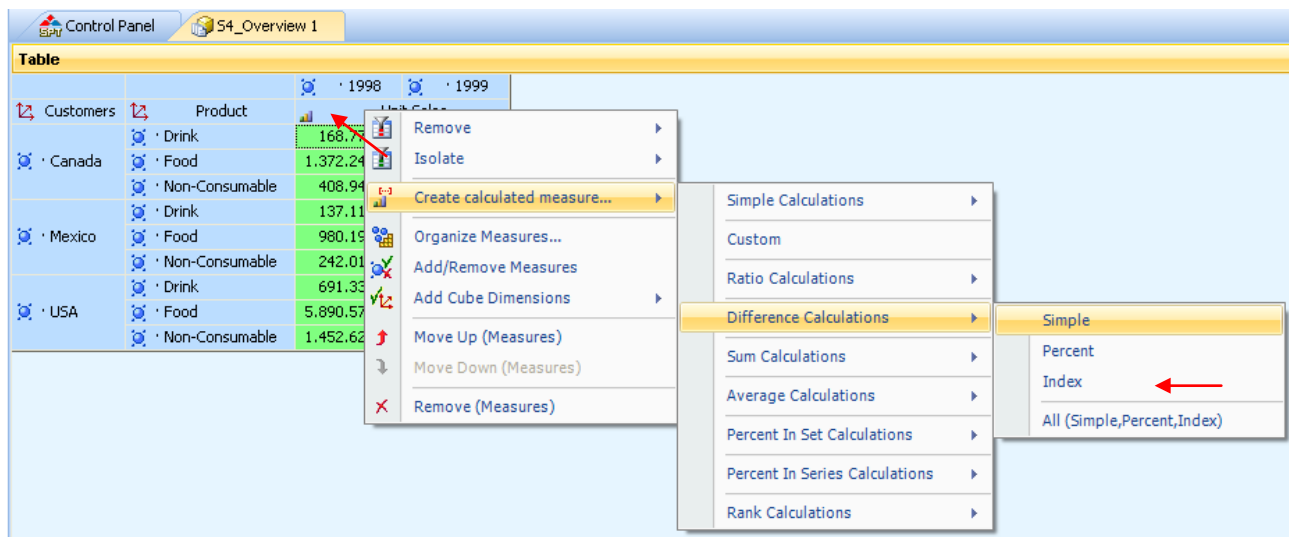 Control Panel S4_Overview 1
Table
· 1998 · 1999
Customers Product
· Drink 168.77
· Canada · Food 1.372.24
· Non-Consumable 408.94
· Drink 137.11
· Mexico · Food 980.19
· Non-Consumable 242.01
· Drink 691.33
· USA · Food 5.890.57
· Non-Consumable 1.452.62
Remove
Isolate
Create calculated measure...
Organize Measures...
Add/Remove Measures
Add Cube Dimensions
Move Up (Measures)
Move Down (Measures)
Remove (Measures)
Simple Calculations
Custom
Ratio Calculations
Difference Calculations
Sum Calculations
Average Calculations
Percent In Set Calculations
Percent In Series Calculations
Rank Calculations
Simple
Percent
Index
All (Simple,Percent,Index)